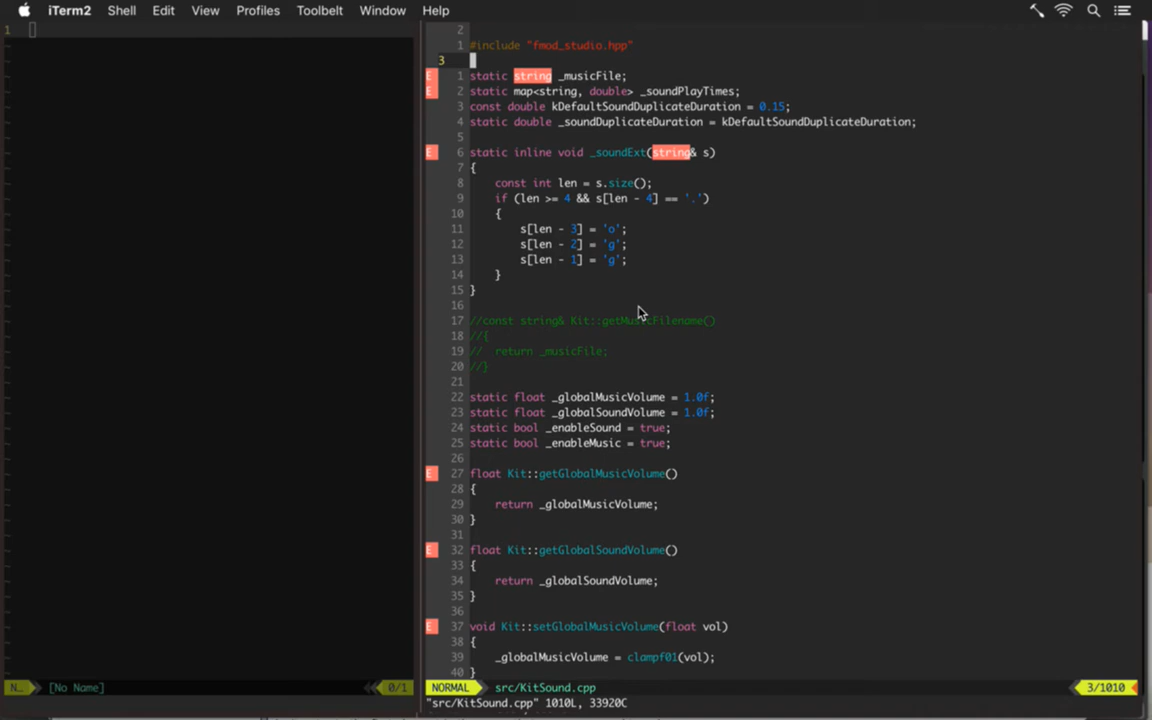 iTerm2 Shell Edit View Profiles Toolbelt Window Help
1
2
1 #include "fmod_studio.hpp"
3
E 1 static string _musicFile;
E 2 static map<string, double> _soundPlayTimes;
3 const double kDefaultSoundDuplicateDuration = 0.15;
4 static double _soundDuplicateDuration = kDefaultSoundDuplicateDuration;
5
E 6 static inline void _soundExt(string& s)
7 {
8 const int len = s.size();
9 if (len >= 4 && s[len - 4] == '.')
10 {
11 s[len - 3] = 'o';
12 s[len - 2] = 'g';
13 s[len - 1] = 'g';
14 }
15 }
16
17 //const string& Kit::getMusicFilename()
18 //{
19 // return _musicFile;
20 //}
21
22 static float _globalMusicVolume = 1.0f;
23 static float _globalSoundVolume = 1.0f;
24 static bool _enableSound = true;
25 static bool _enableMusic = true;
26
E 27 float Kit::getGlobalMusicVolume()
28 {
29 return _globalMusicVolume;
30 }
31
E 32 float Kit::getGlobalSoundVolume()
33 {
34 return _globalSoundVolume;
35 }
36
E 37 void Kit::setGlobalMusicVolume(float vol)
38 {
39 _globalMusicVolume = clampf01(vol);
40 }
N… [No Name] 0/1
NORMAL src/KitSound.cpp 3/1010
"src/KitSound.cpp" 1010L, 33920C